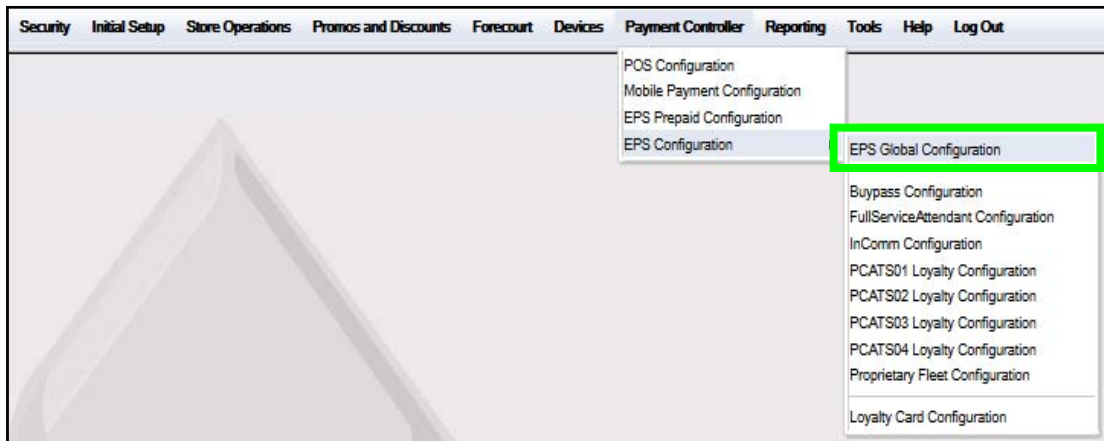 Security Initial Setup Store Operations Promos and Discounts Forecourt Devices Payment Controller Reporting Tools Help Log Out
POS Configuration
Mobile Payment Configuration
EPS Prepaid Configuration
EPS Configuration
EPS Global Configuration
Buypass Configuration
FullServiceAttendant Configuration
InComm Configuration
PCATS01 Loyalty Configuration
PCATS02 Loyalty Configuration
PCATS03 Loyalty Configuration
PCATS04 Loyalty Configuration
Proprietary Fleet Configuration
Loyalty Card Configuration